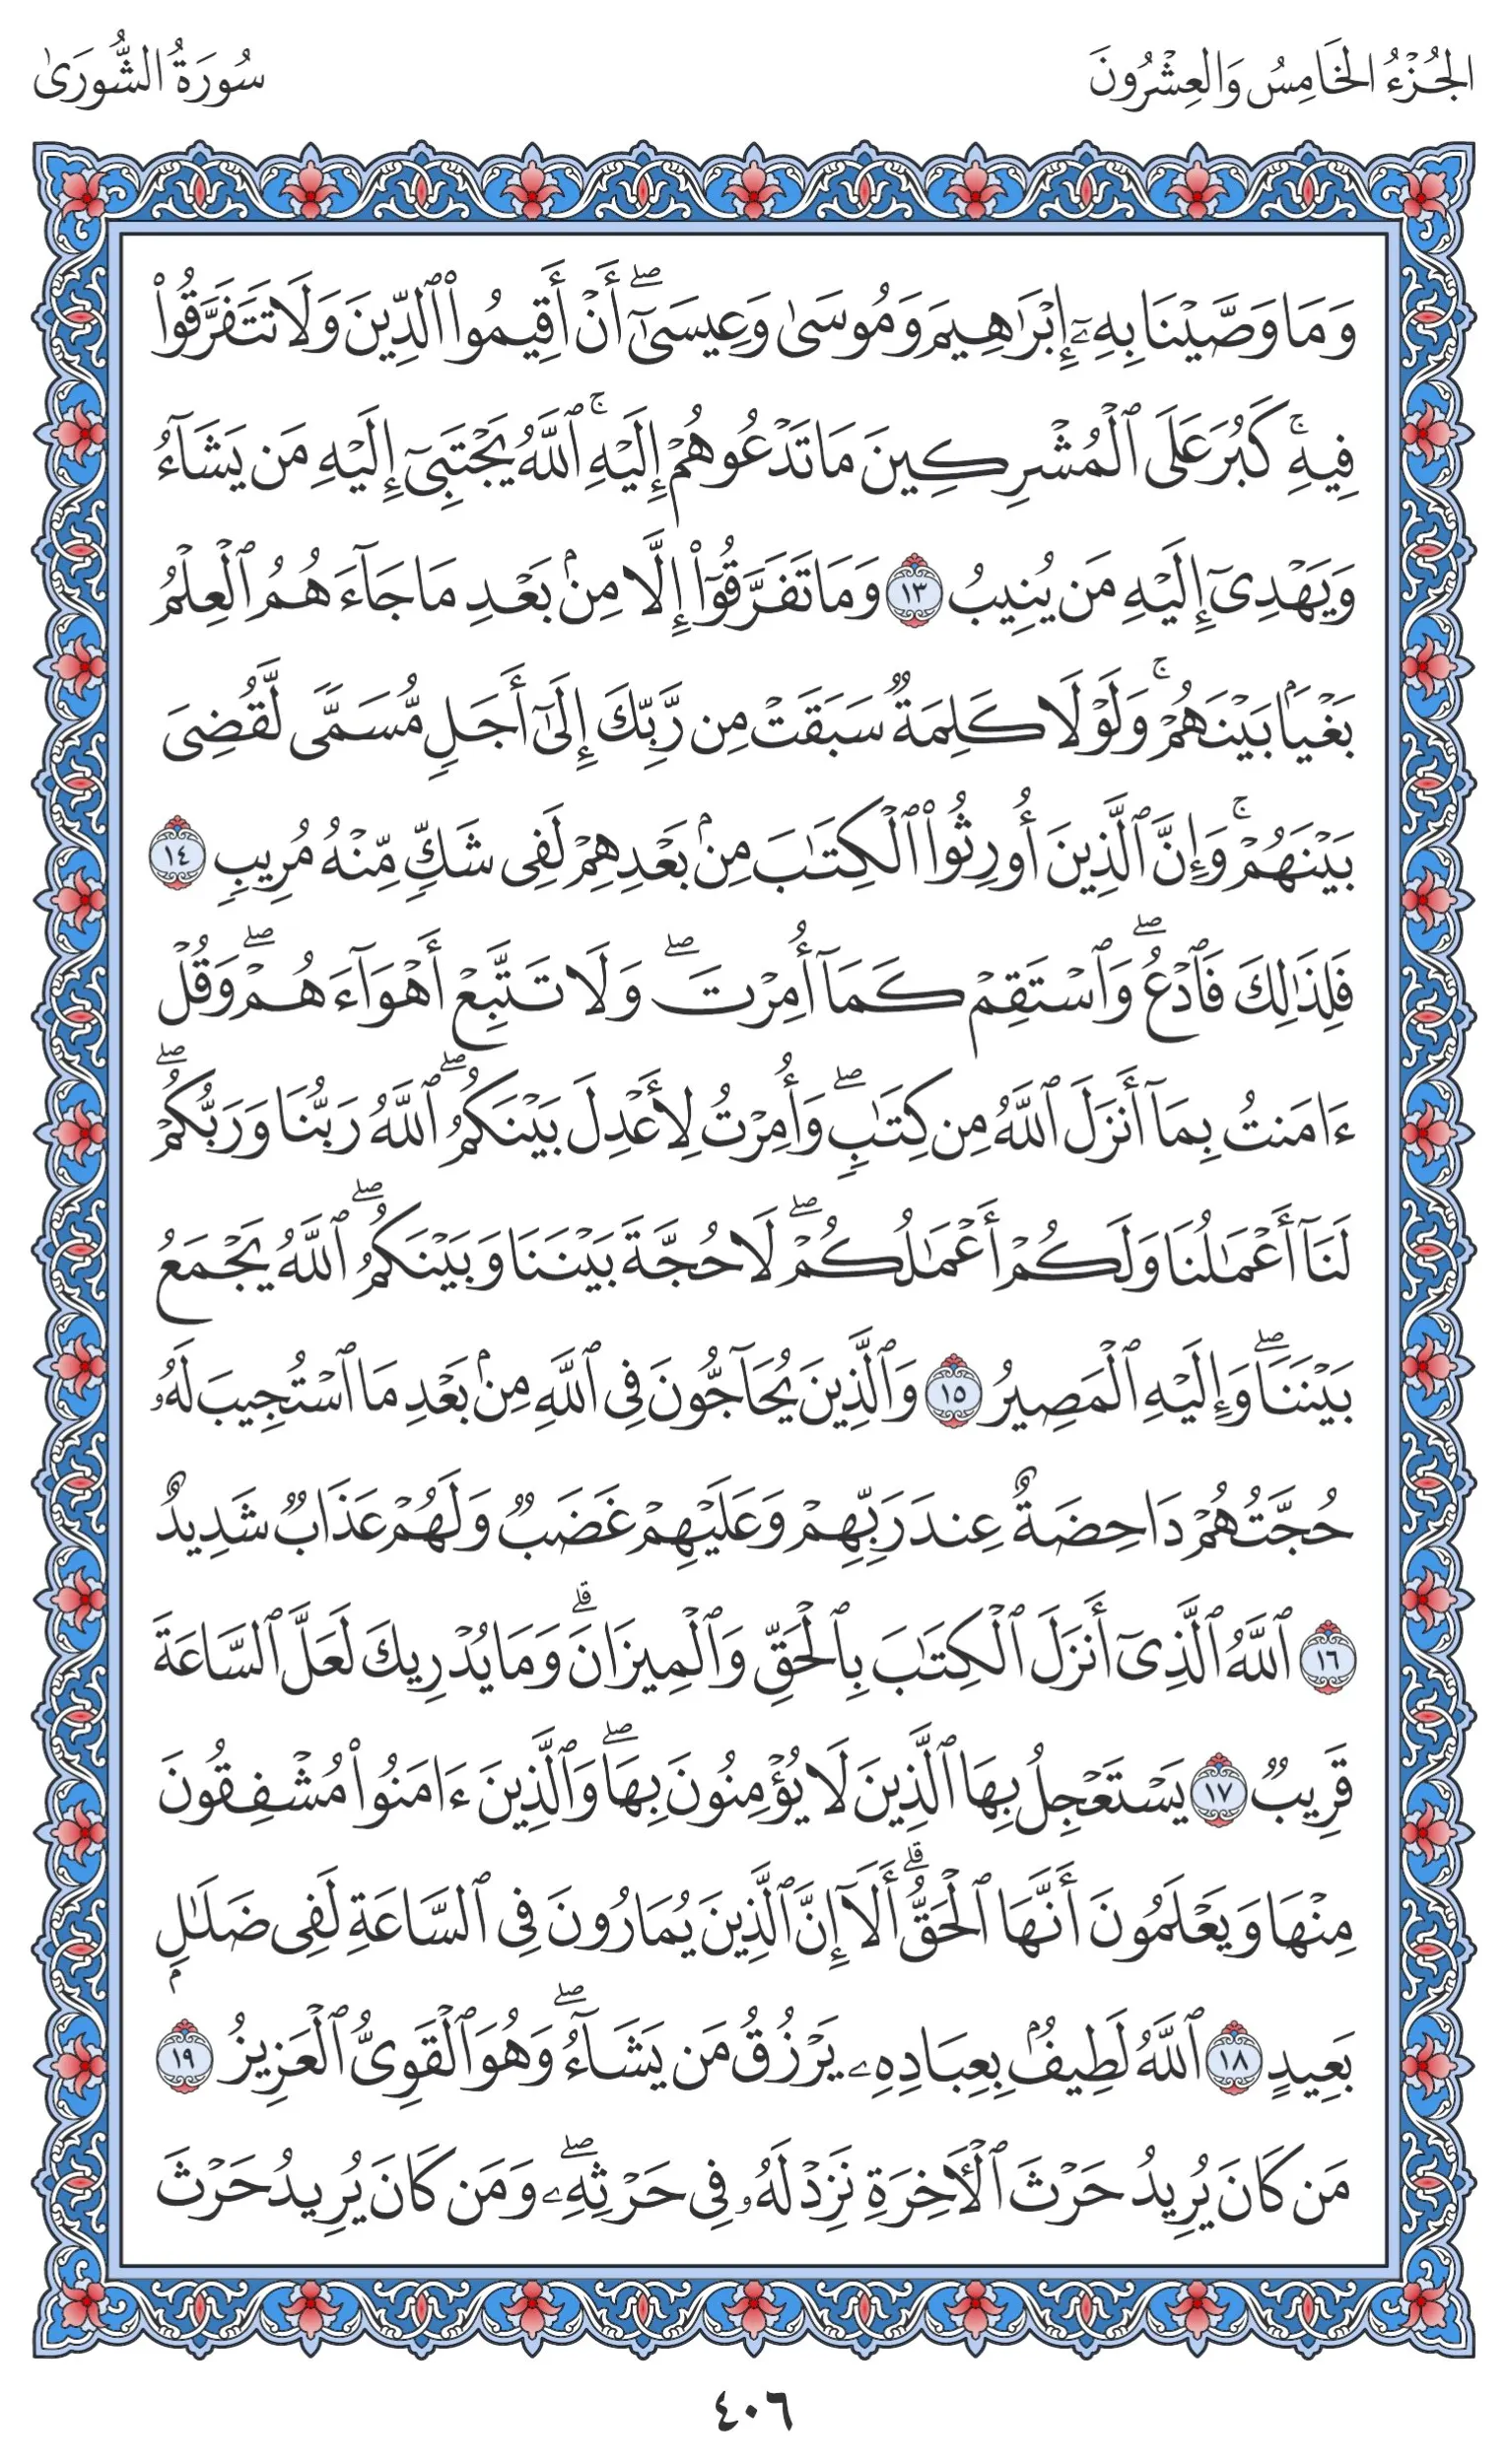 الجُزْءُ الخَامِسُ وَالعِشْرُونَ
سُورَةُ الشُّورَىٰ
وَمَا وَصَّيْنَا بِهِۦٓ إِبْرَٰهِيمَ وَمُوسَىٰ وَعِيسَىٰٓۖ أَنْ أَقِيمُوا۟ ٱلدِّينَ وَلَا تَتَفَرَّقُوا۟
فِيهِۚ كَبُرَ عَلَى ٱلْمُشْرِكِينَ مَا تَدْعُوهُمْ إِلَيْهِۚ ٱللَّهُ يَجْتَبِىٓ إِلَيْهِ مَن يَشَآءُ
وَيَهْدِىٓ إِلَيْهِ مَن يُنِيبُ ١٣ وَمَا تَفَرَّقُوٓا۟ إِلَّا مِنۢ بَعْدِ مَا جَآءَهُمُ ٱلْعِلْمُ
بَغْيَۢا بَيْنَهُمْۚ وَلَوْلَا كَلِمَةٌ سَبَقَتْ مِن رَّبِّكَ إِلَىٰٓ أَجَلٍ مُّسَمًّى لَّقُضِىَ
بَيْنَهُمْۚ وَإِنَّ ٱلَّذِينَ أُورِثُوا۟ ٱلْكِتَٰبَ مِنۢ بَعْدِهِمْ لَفِى شَكٍّ مِّنْهُ مُرِيبٍ ١٤
فَلِذَٰلِكَ فَٱدْعُۖ وَٱسْتَقِمْ كَمَآ أُمِرْتَۖ وَلَا تَتَّبِعْ أَهْوَآءَهُمْۖ وَقُلْ
ءَامَنتُ بِمَآ أَنزَلَ ٱللَّهُ مِن كِتَٰبٍۖ وَأُمِرْتُ لِأَعْدِلَ بَيْنَكُمُۖ ٱللَّهُ رَبُّنَا وَرَبُّكُمْۖ
لَنَآ أَعْمَٰلُنَا وَلَكُمْ أَعْمَٰلُكُمْۖ لَا حُجَّةَ بَيْنَنَا وَبَيْنَكُمُۖ ٱللَّهُ يَجْمَعُ
بَيْنَنَاۖ وَإِلَيْهِ ٱلْمَصِيرُ ١٥ وَٱلَّذِينَ يُحَآجُّونَ فِى ٱللَّهِ مِنۢ بَعْدِ مَا ٱسْتُجِيبَ لَهُۥ
حُجَّتُهُمْ دَاحِضَةٌ عِندَ رَبِّهِمْ وَعَلَيْهِمْ غَضَبٌ وَلَهُمْ عَذَابٌ شَدِيدٌ
١٦ ٱللَّهُ ٱلَّذِىٓ أَنزَلَ ٱلْكِتَٰبَ بِٱلْحَقِّ وَٱلْمِيزَانَۗ وَمَا يُدْرِيكَ لَعَلَّ ٱلسَّاعَةَ
قَرِيبٌ ١٧ يَسْتَعْجِلُ بِهَا ٱلَّذِينَ لَا يُؤْمِنُونَ بِهَاۖ وَٱلَّذِينَ ءَامَنُوا۟ مُشْفِقُونَ
مِنْهَا وَيَعْلَمُونَ أَنَّهَا ٱلْحَقُّۗ أَلَآ إِنَّ ٱلَّذِينَ يُمَارُونَ فِى ٱلسَّاعَةِ لَفِى ضَلَٰلٍۭ
بَعِيدٍ ١٨ ٱللَّهُ لَطِيفٌۢ بِعِبَادِهِۦ يَرْزُقُ مَن يَشَآءُۖ وَهُوَ ٱلْقَوِىُّ ٱلْعَزِيزُ ١٩
مَن كَانَ يُرِيدُ حَرْثَ ٱلْءَاخِرَةِ نَزِدْ لَهُۥ فِى حَرْثِهِۦۖ وَمَن كَانَ يُرِيدُ حَرْثَ
٤٠٦